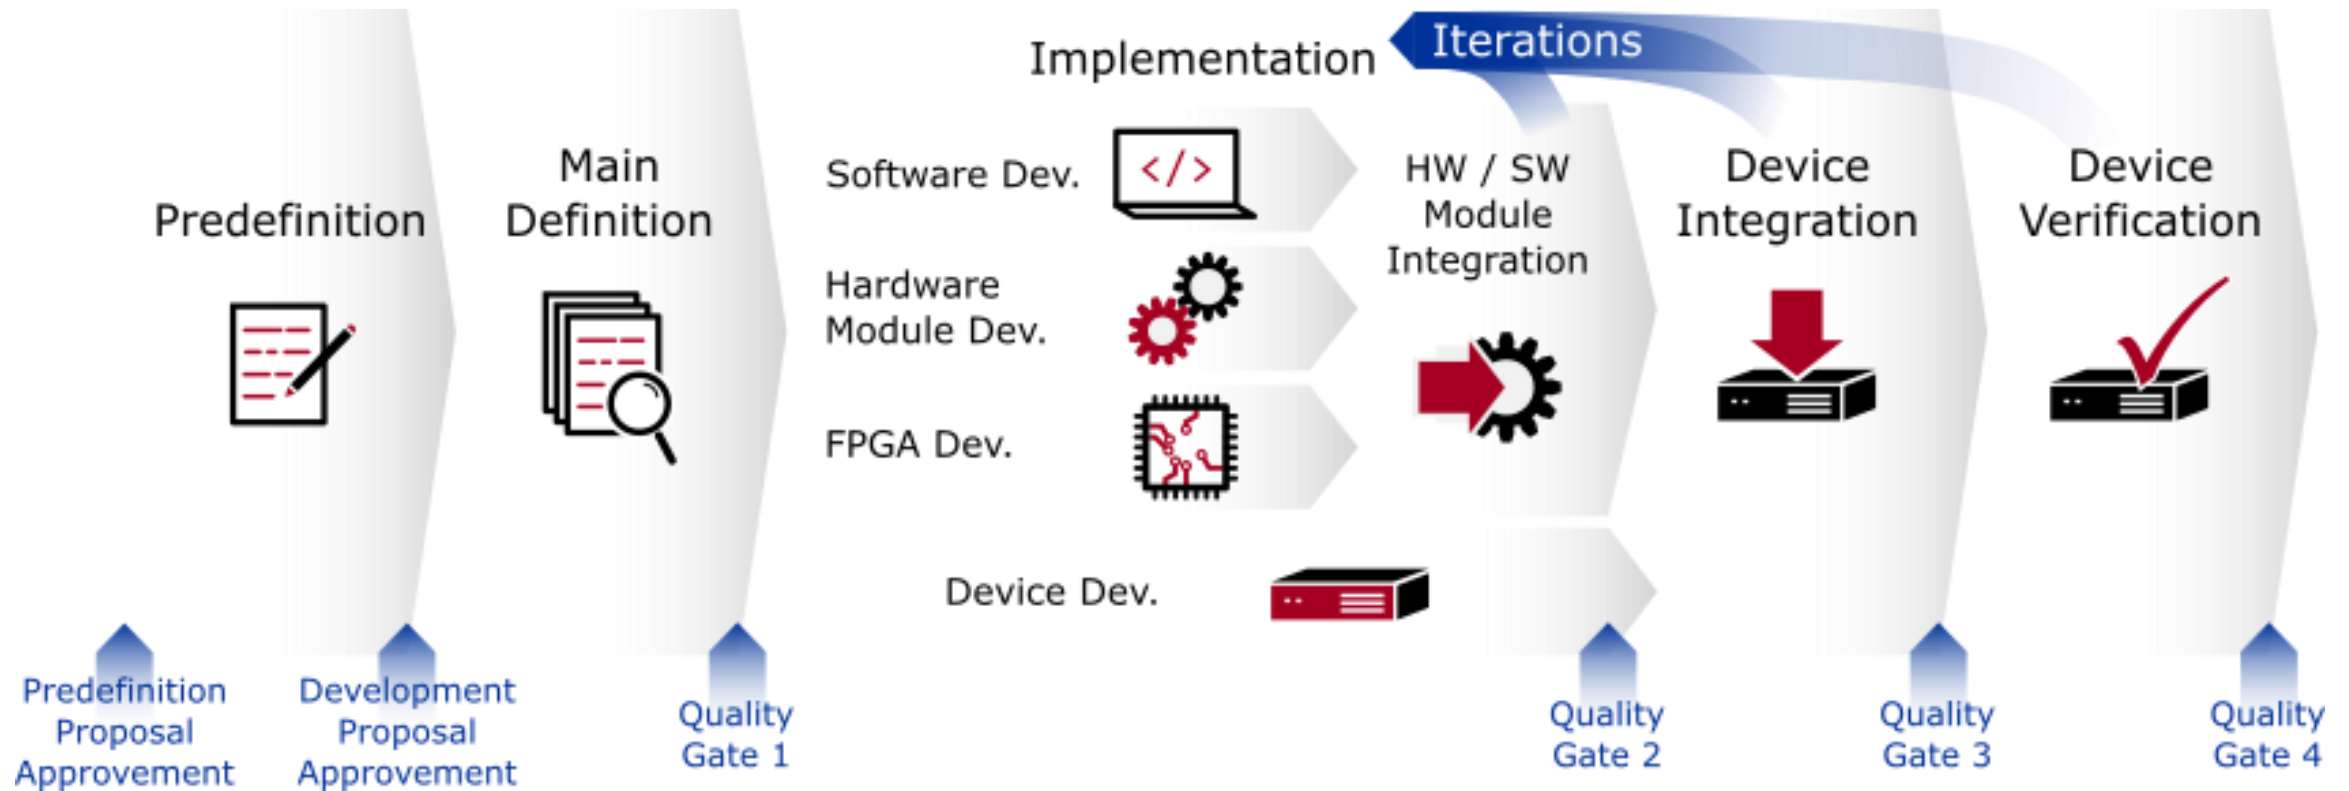 Implementation
Iterations
Predefinition
Main
Definition
Software Dev.
</>
Hardware
Module Dev.
FPGA Dev.
Device Dev.
HW / SW
Module
Integration
Device
Integration
Device
Verification
Predefinition
Proposal
Approvement
Development
Proposal
Approvement
Quality
Gate 1
Quality
Gate 2
Quality
Gate 3
Quality
Gate 4